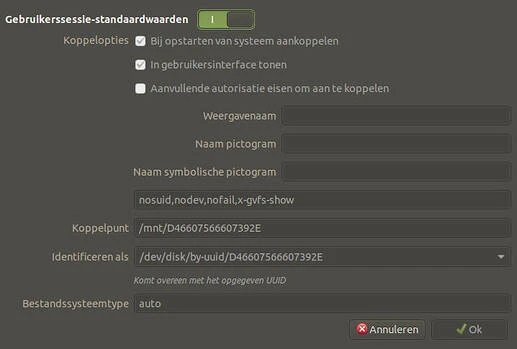 Gebruikerssessie-standaardwaarden
Koppelopties Bij opstarten van systeem aankoppelen
In gebruikersinterface tonen
Aanvullende autorisatie eisen om aan te koppelen
Weergavenaam
Naam pictogram
Naam symbolische pictogram
nosuid,nodev,nofail,x-gvfs-show
Koppelpunt /mnt/D46607566607392E
Identificeren als /dev/disk/by-uuid/D46607566607392E
Komt overeen met het opgegeven UUID
Bestandssysteemtype auto
Annuleren Ok